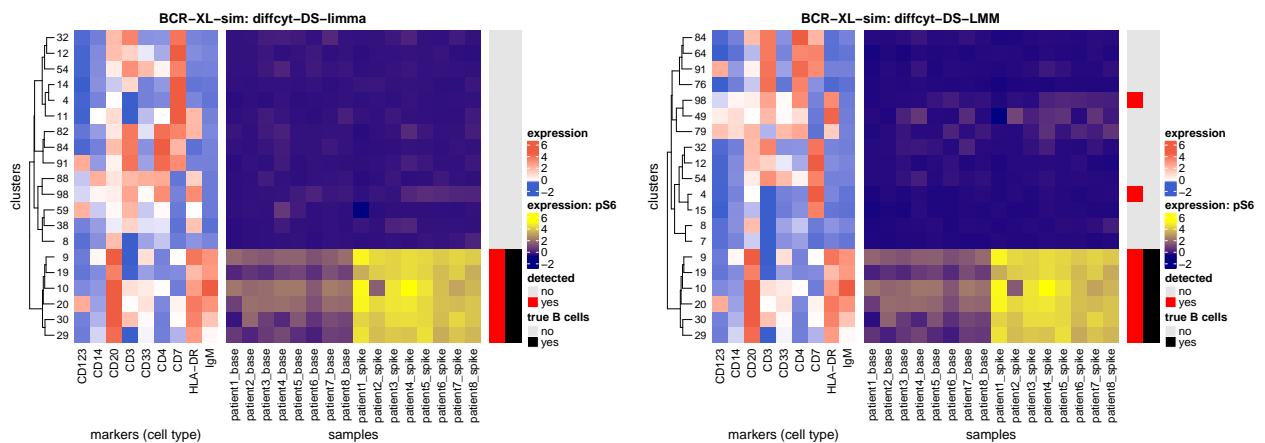 BCR−XL−sim: diffcyt−DS−limma
32
12
54
14
4
11
82
84
91
88
98
59
38
8
9
19
10
20
30
29
clusters
CD123
CD14
CD20
CD3
CD33
CD4
CD7
HLA−DR
IgM
markers (cell type)
patient1_base
patient2_base
patient3_base
patient4_base
patient5_base
patient6_base
patient7_base
patient8_base
patient1_spike
patient2_spike
patient3_spike
patient4_spike
patient5_spike
patient6_spike
patient7_spike
patient8_spike
samples
expression
6
4
2
0
−2
expression: pS6
6
4
2
0
−2
detected
no
yes
true B cells
no
yes
BCR−XL−sim: diffcyt−DS−LMM
84
64
91
76
98
49
79
32
12
54
4
15
8
7
9
19
10
20
30
29
clusters
CD123
CD14
CD20
CD3
CD33
CD4
CD7
HLA−DR
IgM
markers (cell type)
patient1_base
patient2_base
patient3_base
patient4_base
patient5_base
patient6_base
patient7_base
patient8_base
patient1_spike
patient2_spike
patient3_spike
patient4_spike
patient5_spike
patient6_spike
patient7_spike
patient8_spike
samples
expression
6
4
2
0
−2
expression: pS6
6
4
2
0
−2
detected
no
yes
true B cells
no
yes